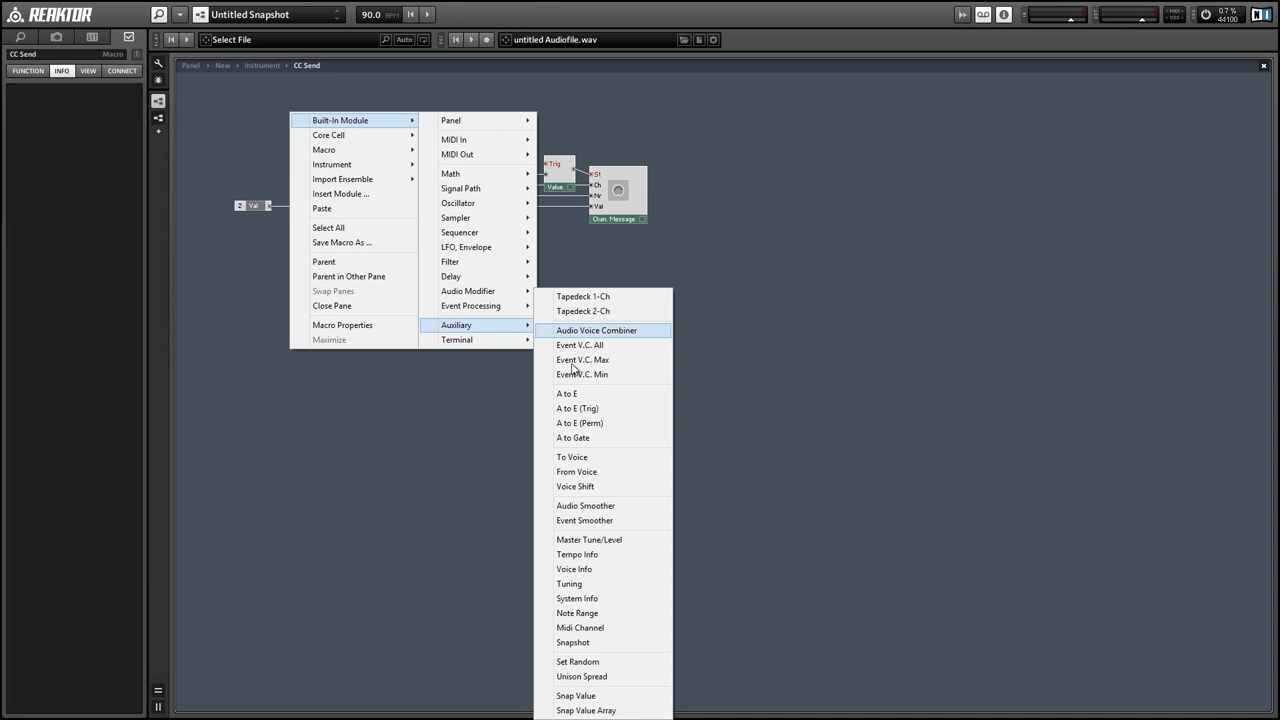 REAKTOR
Untitled Snapshot
90.0 BPM
0.7 %
44100
Select File
Auto
untitled Audiofile.wav
CC Send
Macro
FUNCTION INFO VIEW CONNECT
Panel New Instrument CC Send
Built-In Module
Core Cell
Macro
Instrument
Import Ensemble
Insert Module ...
Paste
Select All
Save Macro As ...
Parent
Parent in Other Pane
Swap Panes
Close Pane
Macro Properties
Maximize
Panel
MIDI In
MIDI Out
Math
Signal Path
Oscillator
Sampler
Sequencer
LFO, Envelope
Filter
Delay
Audio Modifier
Event Processing
Auxiliary
Terminal
Tapedeck 1-Ch
Tapedeck 2-Ch
Audio Voice Combiner
Event V.C. All
Event V.C. Max
Event V.C. Min
A to E
A to E (Trig)
A to E (Perm)
A to Gate
To Voice
From Voice
Voice Shift
Audio Smoother
Event Smoother
Master Tune/Level
Tempo Info
Voice Info
Tuning
System Info
Note Range
Midi Channel
Snapshot
Set Random
Unison Spread
Snap Value
Snap Value Array
2 Val
Trig
Value
St
Ch
Nr
Val
Chan. Message